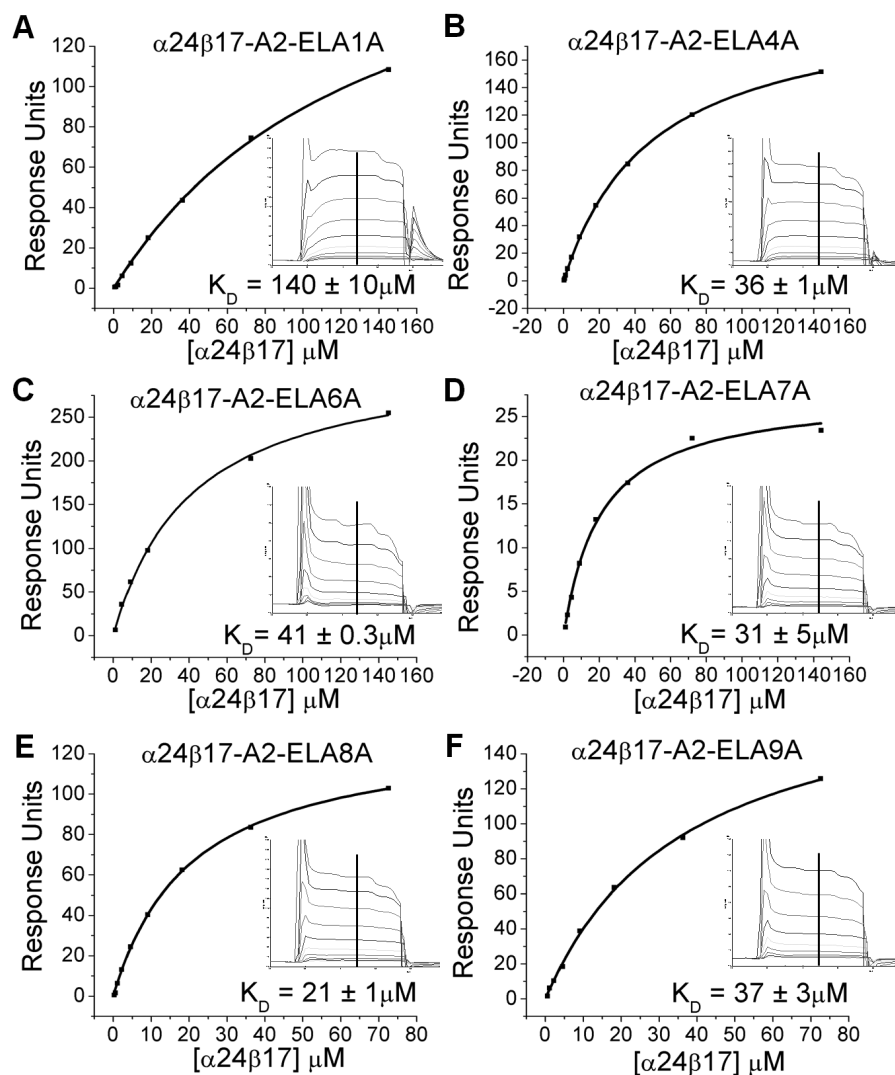 A
α24β17-A2-ELA1A
120
100
80
60
40
20
0
Response Units
K_D = 140 ± 10μM
0 20 40 60 80 100 120 140 160
[α24β17] μM
B
α24β17-A2-ELA4A
180
160
140
120
100
80
60
40
20
0
-20
Response Units
K_D = 36 ± 1μM
-20 0 20 40 60 80 100 120 140 160
[α24β17] μM
C
α24β17-A2-ELA6A
250
200
150
100
50
0
Response Units
K_D = 41 ± 0.3μM
0 20 40 60 80 100 120 140 160
[α24β17] μM
D
α24β17-A2-ELA7A
25
20
15
10
5
0
Response Units
K_D = 31 ± 5μM
0 20 40 60 80 100 120 140 160
[α24β17] μM
E
α24β17-A2-ELA8A
120
100
80
60
40
20
0
Response Units
K_D = 21 ± 1μM
0 10 20 30 40 50 60 70 80
[α24β17] μM
F
α24β17-A2-ELA9A
140
120
100
80
60
40
20
0
Response Units
K_D = 37 ± 3μM
0 10 20 30 40 50 60 70 80
[α24β17] μM